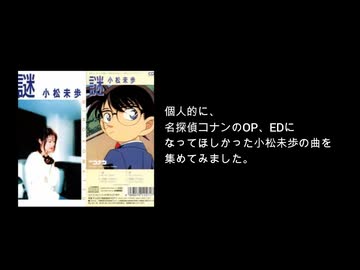 謎
小松未歩
謎
小松未歩
個人的に、
名探偵コナンのOP、EDに
なってほしかった小松未歩の曲を
集めてみました。